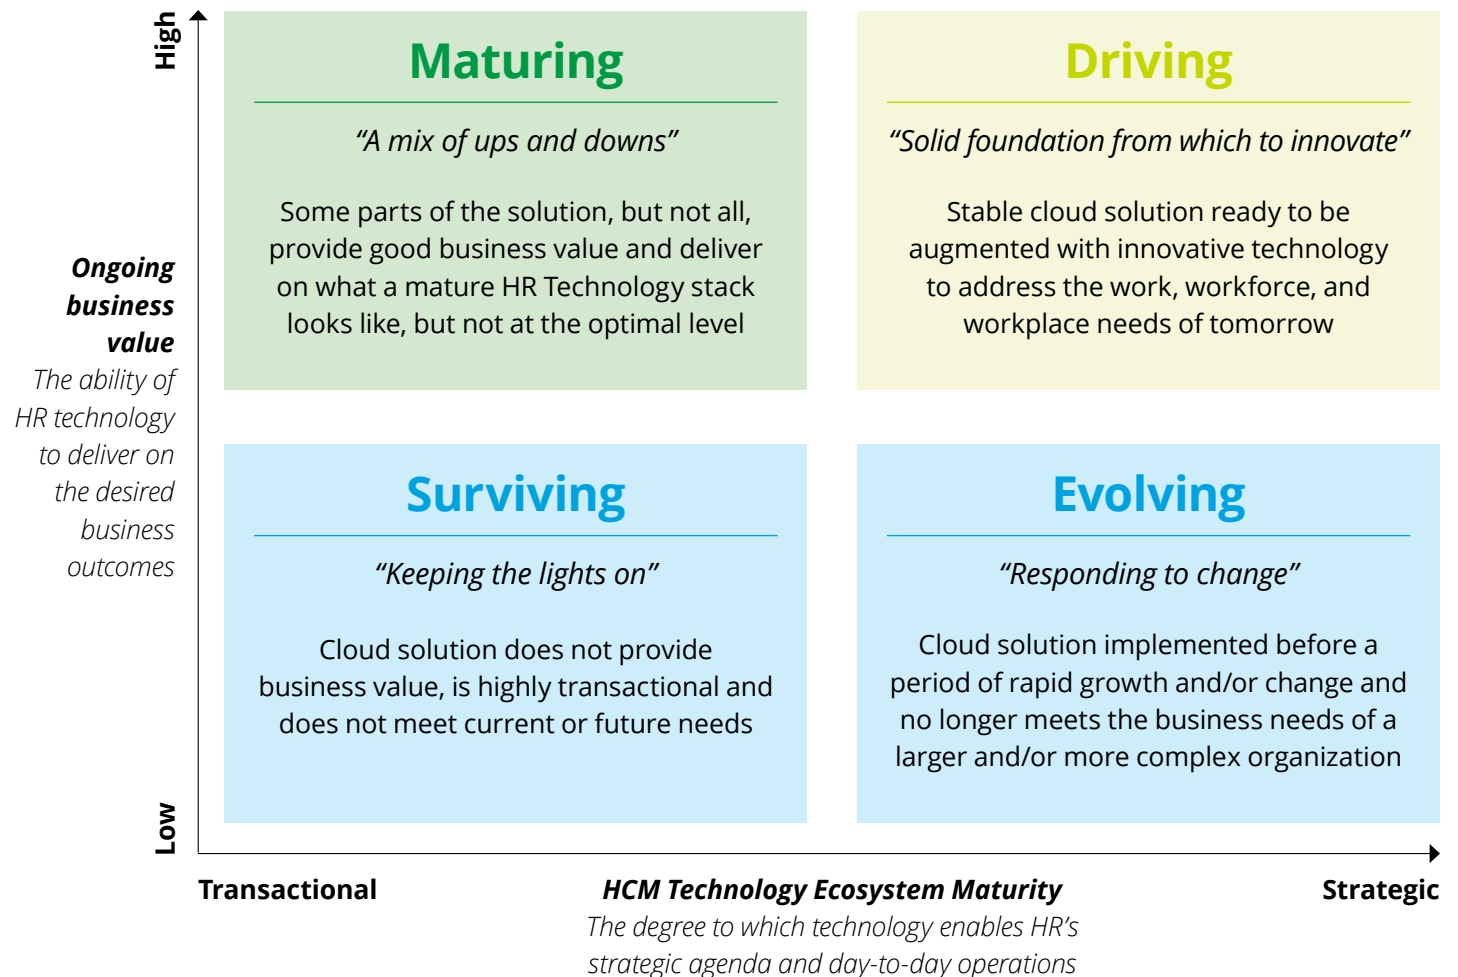 High
Maturing
“A mix of ups and downs”
Some parts of the solution, but not all,
provide good business value and deliver
on what a mature HR Technology stack
looks like, but not at the optimal level
Driving
“Solid foundation from which to innovate”
Stable cloud solution ready to be
augmented with innovative technology
to address the work, workforce, and
workplace needs of tomorrow
Ongoing
business
value
The ability of
HR technology
to deliver on
the desired
business
outcomes
Surviving
“Keeping the lights on”
Cloud solution does not provide
business value, is highly transactional and
does not meet current or future needs
Evolving
“Responding to change”
Cloud solution implemented before a
period of rapid growth and/or change and
no longer meets the business needs of a
larger and/or more complex organization
Low
Transactional
HCM Technology Ecosystem Maturity
The degree to which technology enables HR’s
strategic agenda and day-to-day operations
Strategic